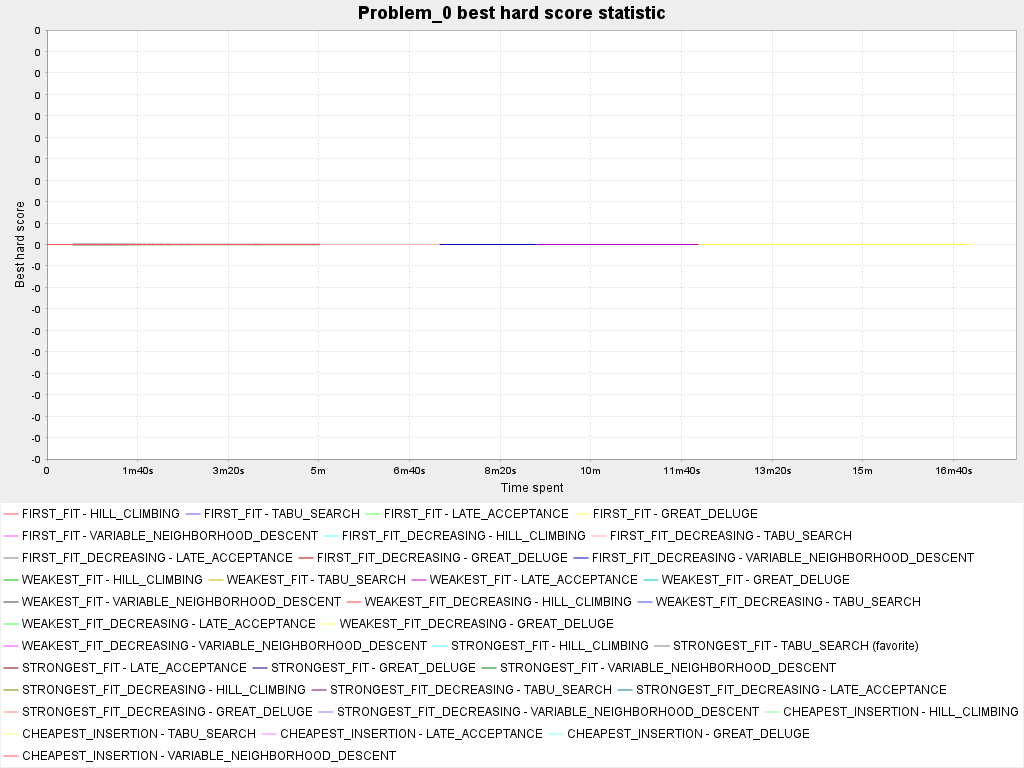 Problem_0 best hard score statistic
0
0
0
0
0
0
0
0
0
0
0
-0
-0
-0
-0
-0
-0
-0
-0
-0
-0
Best hard score
0 1m40s 3m20s 5m 6m40s 8m20s 10m 11m40s 13m20s 15m 16m40s
Time spent
FIRST_FIT - HILL_CLIMBING FIRST_FIT - TABU_SEARCH FIRST_FIT - LATE_ACCEPTANCE FIRST_FIT - GREAT_DELUGE
FIRST_FIT - VARIABLE_NEIGHBORHOOD_DESCENT FIRST_FIT_DECREASING - HILL_CLIMBING FIRST_FIT_DECREASING - TABU_SEARCH
FIRST_FIT_DECREASING - LATE_ACCEPTANCE FIRST_FIT_DECREASING - GREAT_DELUGE FIRST_FIT_DECREASING - VARIABLE_NEIGHBORHOOD_DESCENT
WEAKEST_FIT - HILL_CLIMBING WEAKEST_FIT - TABU_SEARCH WEAKEST_FIT - LATE_ACCEPTANCE WEAKEST_FIT - GREAT_DELUGE
WEAKEST_FIT - VARIABLE_NEIGHBORHOOD_DESCENT WEAKEST_FIT_DECREASING - HILL_CLIMBING WEAKEST_FIT_DECREASING - TABU_SEARCH
WEAKEST_FIT_DECREASING - LATE_ACCEPTANCE WEAKEST_FIT_DECREASING - GREAT_DELUGE
WEAKEST_FIT_DECREASING - VARIABLE_NEIGHBORHOOD_DESCENT STRONGEST_FIT - HILL_CLIMBING STRONGEST_FIT - TABU_SEARCH (favorite)
STRONGEST_FIT - LATE_ACCEPTANCE STRONGEST_FIT - GREAT_DELUGE STRONGEST_FIT - VARIABLE_NEIGHBORHOOD_DESCENT
STRONGEST_FIT_DECREASING - HILL_CLIMBING STRONGEST_FIT_DECREASING - TABU_SEARCH STRONGEST_FIT_DECREASING - LATE_ACCEPTANCE
STRONGEST_FIT_DECREASING - GREAT_DELUGE STRONGEST_FIT_DECREASING - VARIABLE_NEIGHBORHOOD_DESCENT CHEAPEST_INSERTION - HILL_CLIMBING
CHEAPEST_INSERTION - TABU_SEARCH CHEAPEST_INSERTION - LATE_ACCEPTANCE CHEAPEST_INSERTION - GREAT_DELUGE
CHEAPEST_INSERTION - VARIABLE_NEIGHBORHOOD_DESCENT